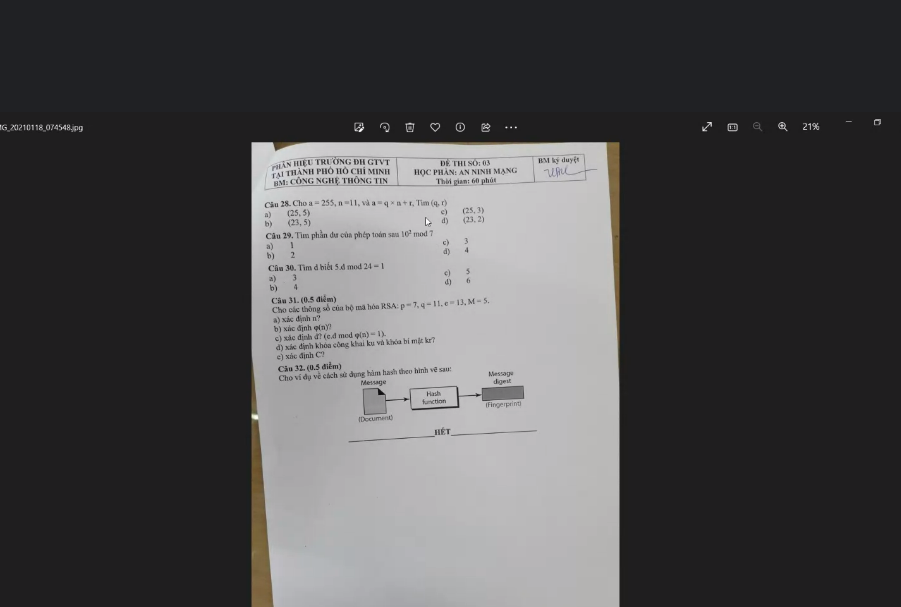 IG_20210118_074548.jpg
21%
PHÂN HIỆU TRƯỜNG ĐH GTVT
TẠI THÀNH PHỐ HỒ CHÍ MINH
BM: CÔNG NGHỆ THÔNG TIN
ĐỀ THI SỐ: 03
HỌC PHẦN: AN NINH MẠNG
Thời gian: 60 phút
BM ký duyệt
Câu 28. Cho a = 255, n =11, và a = q × n + r, Tìm (q, r)
a) (25, 5) c) (25, 3)
b) (23, 5) d) (23, 2)
Câu 29. Tìm phần dư của phép toán sau mod 7
a) 1 c) 3
b) 2 d) 4
Câu 30. Tìm d biết 5.d mod 24 = 1
a) 3 c) 5
b) 4 d) 6
Câu 31. (0.5 điểm)
Cho các thông số của bộ mã hóa RSA: p = 7, q = 11, e = 13, M = 5.
a) xác định n?
b) xác định φ(n)?
c) xác định d? (e.d mod φ(n) = 1).
d) xác định khóa công khai ku và khóa bí mật kr?
e) xác định C?
Câu 32. (0.5 điểm)
Cho ví dụ về cách sử dụng hàm hash theo hình vẽ sau:
Message
(Document)
Hash
function
Message
digest
(Fingerprint)
HẾT